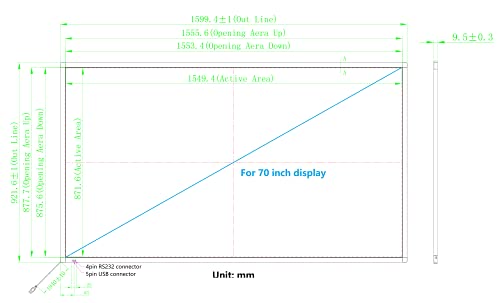 1599.4±1(Out Line)
1555.6(Opening Aera Up)
1553.4(Opening Aera Down)
9.5±0.3
A
A
1549.4(Active Area)
921.6±1(Out Line)
877.7(Opening Aera Up)
875.6(Opening Aera Down)
871.6(Active Area)
For 70 inch display
4pin RS232 connector
5pin USB connector
Unit: mm